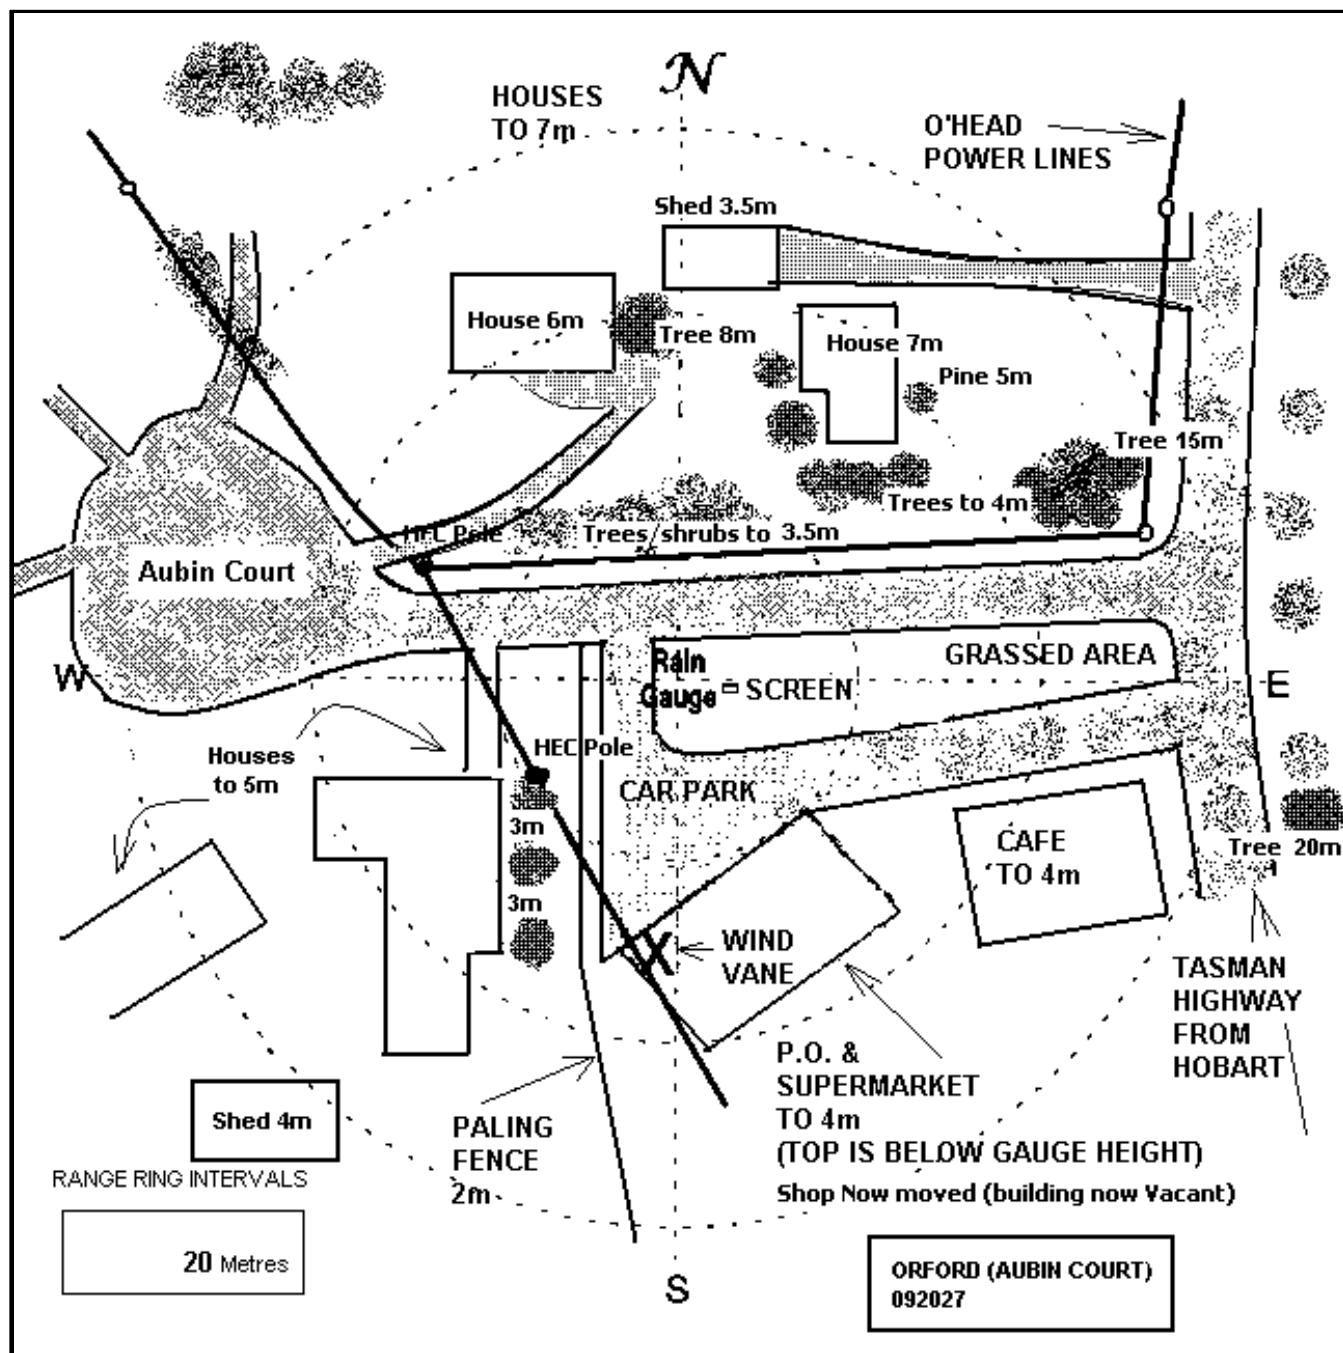 N
HOUSES
TO 7m
O'HEAD
POWER LINES
Shed 3.5m
House 6m
Tree 8m
House 7m
Pine 5m
Tree 15m
Trees to 4m
HEC Pole
Trees/shrubs to 3.5m
Aubin Court
W
Rain
Gauge
SCREEN
GRASSED AREA
E
Houses
to 5m
HEC Pole
CAR PARK
3m
3m
CAFE
TO 4m
Tree 20m
WIND
VANE
TASMAN
HIGHWAY
FROM
HOBART
P.O. &
SUPERMARKET
TO 4m
(TOP IS BELOW GAUGE HEIGHT)
Shop Now moved (building now Vacant)
PALING
FENCE
2m
Shed 4m
RANGE RING INTERVALS
20 Metres
S
ORFORD (AUBIN COURT)
092027